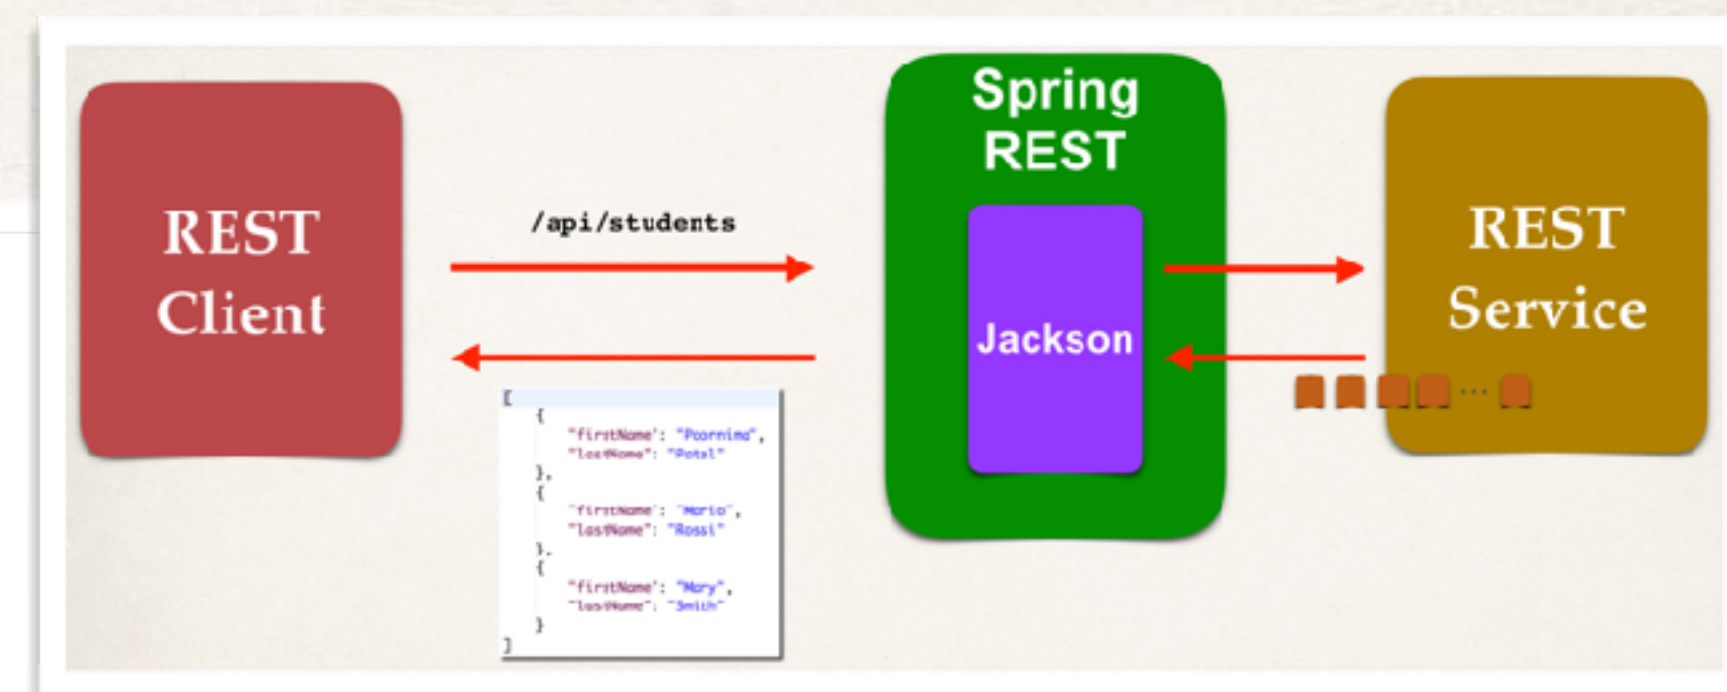 REST
Client
/api/students
[
{
"firstName": "Poornima",
"lastName": "Patel"
},
{
"firstName": "Mario",
"lastName": "Rossi"
},
{
"firstName": "Mary",
"lastName": "Smith"
}
]
Spring
REST
Jackson
REST
Service
...